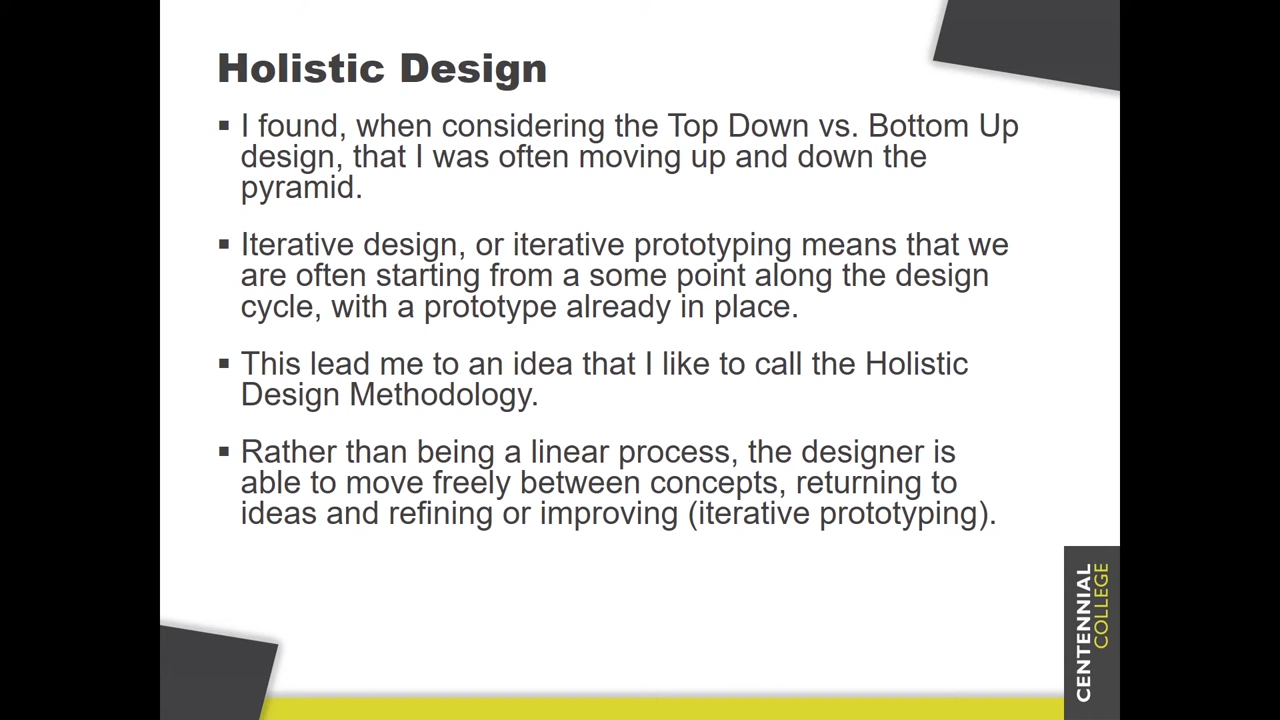 Holistic Design
▪ I found, when considering the Top Down vs. Bottom Up
design, that I was often moving up and down the
pyramid.
▪ Iterative design, or iterative prototyping means that we
are often starting from a some point along the design
cycle, with a prototype already in place.
▪ This lead me to an idea that I like to call the Holistic
Design Methodology.
▪ Rather than being a linear process, the designer is
able to move freely between concepts, returning to
ideas and refining or improving (iterative prototyping).
CENTENNIAL
COLLEGE